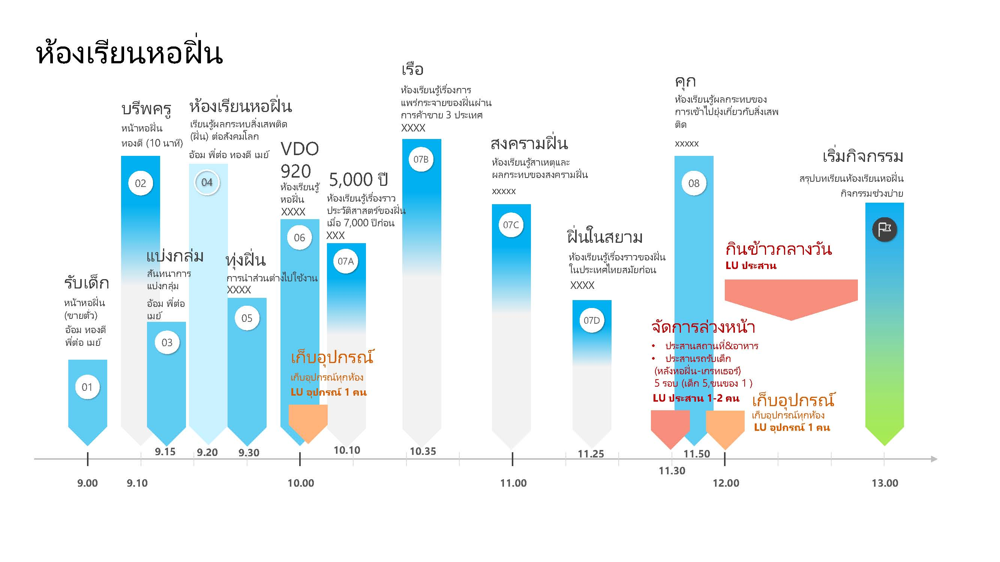 ห้องเรียนหอฝิ่น
รับเด็ก
หน้าหอฝิ่น
(ขายตั๋ว)
อ้อม ทองดี
พี่ต่อ เมย์
01
บรีพครู
หน้าหอฝิ่น
ทองดี (10 นาที)
02
แบ่งกลุ่ม
สันทนาการ
แบ่งกลุ่ม
อ้อม พี่ต่อ
เมย์
03
ห้องเรียนหอฝิ่น
เรียนรู้ผลกระทบสิ่งเสพติด
(ฝิ่น) ต่อสังคมโลก
อ้อม พี่ต่อ ทองดี เมย์
04
ทุ่งฝิ่น
การนำส่วนต่างไปใช้งาน
XXXX
05
VDO
920
ห้องเรียนรู้
หอฝิ่น
XXXX
06
เก็บอุปกรณ์
เก็บอุปกรณ์ทุกห้อง
LU อุปกรณ์ 1 คน
5,000 ปี
ห้องเรียนรู้เรื่องราว
ประวัติสาสตร์ของฝิ่น
เมื่อ 7,000 ปีก่อน
XXX
07A
เรือ
ห้องเรียนรู้เรื่องการ
แพร่กระจายของฝิ่นผ่าน
การค้าขาย 3 ประเทศ
XXXX
07B
สงครามฝิ่น
ห้องเรียนรู้สาเหตุและ
ผลกระทบของสงครามฝิ่น
xxxxx
07C
ฝิ่นในสยาม
ห้องเรียนรู้เรื่องราวของฝิ่น
ในประเทศไทยสมัยก่อน
XXXX
07D
คุก
ห้องเรียนรู้ผลกระทบของ
การเข้าไปยุ่งเกี่ยวกับสิ่งเสพ
ติด
xxxxx
08
จัดการล่วงหน้า
• ประสานสถานที่&อาหาร
• ประสานรถรับเด็ก
(หลังหอฝิ่น-เกรทเธอร์)
5 รอบ (เด็ก 5,ขนของ 1 )
LU ประสาน 1-2 คน
กินข้าวกลางวัน
LU ประสาน
เก็บอุปกรณ์
เก็บอุปกรณ์ทุกห้อง
LU อุปกรณ์ 1 คน
เริ่มกิจกรรม
สรุปบทเรียนห้องเรียนหอฝิ่น
กิจกรรมช่วงบ่าย
9.15
9.20
9.30
10.10
10.35
11.25
11.50
11.30
9.00
9.10
10.00
11.00
12.00
13.00